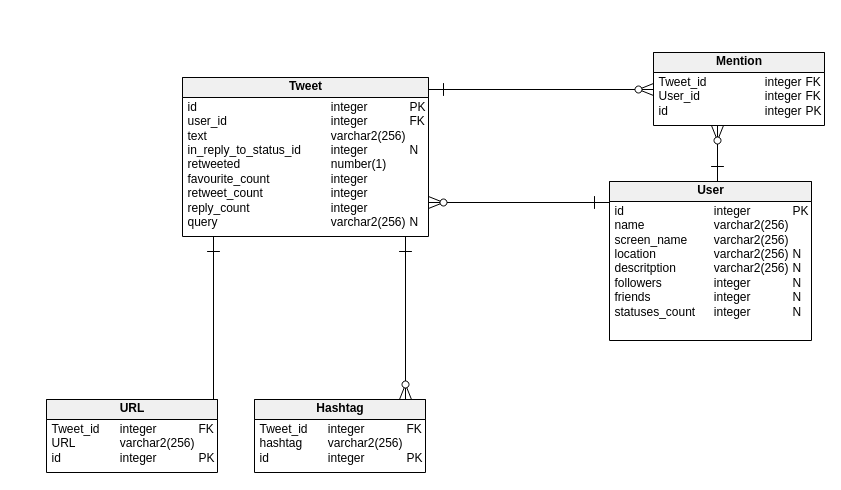 Tweet
id integer PK
user_id integer FK
text varchar2(256)
in_reply_to_status_id integer N
retweeted number(1)
favourite_count integer
retweet_count integer
reply_count integer
query varchar2(256) N
Mention
Tweet_id integer FK
User_id integer FK
id integer PK
User
id integer PK
name varchar2(256)
screen_name varchar2(256)
location varchar2(256) N
descritption varchar2(256) N
followers integer N
friends integer N
statuses_count integer N
URL
Tweet_id integer FK
URL varchar2(256)
id integer PK
Hashtag
Tweet_id integer FK
hashtag varchar2(256)
id integer PK